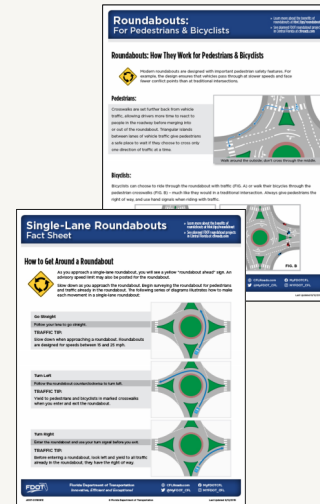 Roundabouts:
For Pedestrians & Bicyclists
Roundabouts: How They Work for Pedestrians & Bicyclists
Modern roundabouts are designed with important pedestrian safety features. For
example, the design ensures that vehicles pass through at slower speeds and face
fewer conflict points than at traditional intersections.
Pedestrians:
Crosswalks are set further back from vehicle
traffic, allowing drivers more time to react to
people in the roadway before merging into
or out of the roundabout. Triangular islands
between lanes of vehicle traffic give pedestrians
a safe place to wait if they choose to cross only
one direction of traffic at a time.
Walk around the outside; don't cross through the middle.
Bicyclists:
Bicyclists can choose to ride through the roundabout with traffic (FIG. A) or walk their bicycles through the
pedestrian crosswalks (FIG. B) – much like they would in a traditional intersection. Always give pedestrians the
right of way, and use hand signals when riding with traffic.
FIG. B
Single-Lane Roundabouts
Fact Sheet
How to Get Around a Roundabout
As you approach a single-lane roundabout, you will see a yellow "roundabout ahead" sign. An
advisory speed limit may also be posted for the roundabout.
Slow down as you approach the roundabout. Begin surveying the roundabout for pedestrians
and traffic already in the roundabout. The following series of diagrams illustrates how to make
each movement in a single-lane roundabout:
Go Straight
Follow your lane to go straight.
TRAFFIC TIP:
Slow down when approaching a roundabout. Roundabouts
are designed for speeds between 15 and 25 mph.
Turn Left
Follow the roundabout counterclockwise to turn left.
TRAFFIC TIP:
Yield to pedestrians and bicyclists in marked crosswalks
when you enter and exit the roundabout.
Turn Right
Enter the roundabout and use your turn signal before you exit.
TRAFFIC TIP:
Before entering a roundabout, look left and yield to all traffic
already in the roundabout; they have the right of way.
FDOT
Florida Department of Transportation
Innovative, Efficient and Exceptional